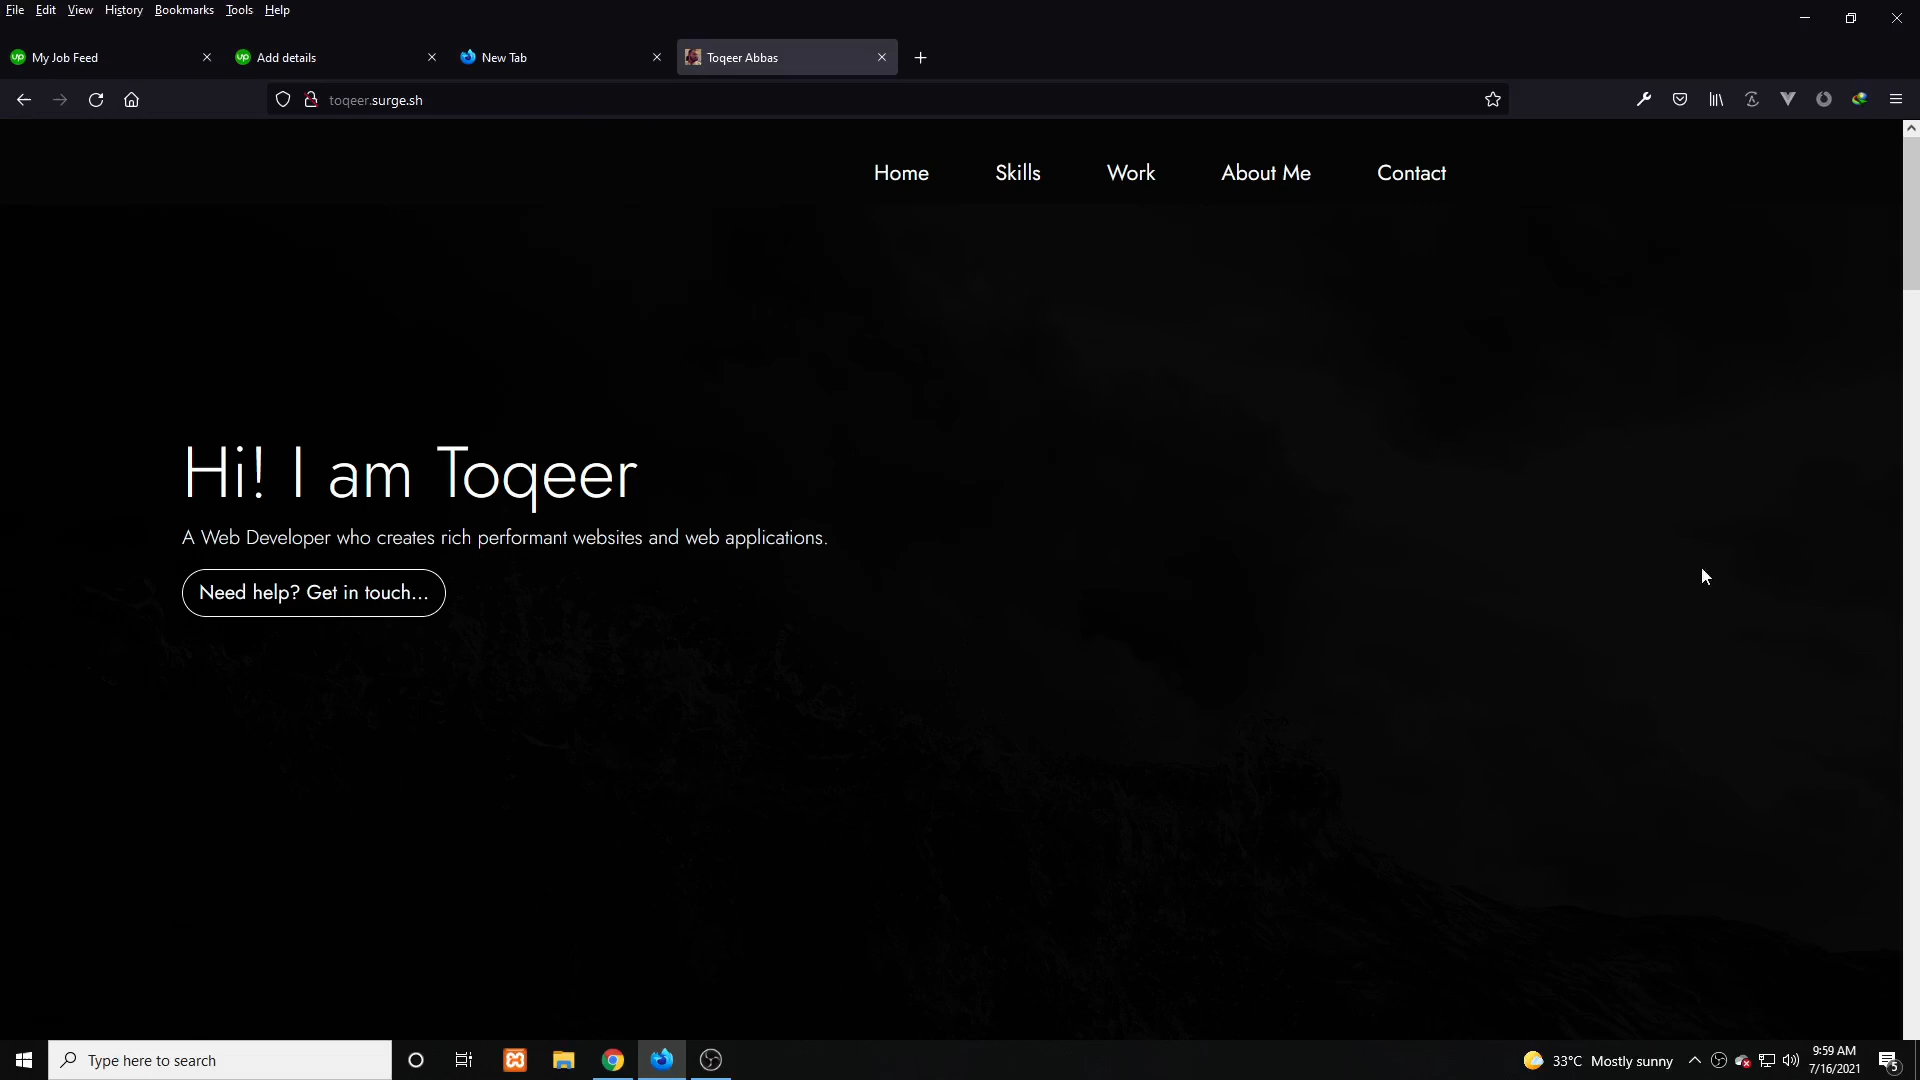 File Edit View History Bookmarks Tools Help
My Job Feed
Add details
New Tab
Toqeer Abbas
toqeer.surge.sh
Home Skills Work About Me Contact
Hi! I am Toqeer
A Web Developer who creates rich performant websites and web applications.
Need help? Get in touch...
Type here to search
33°C Mostly sunny
9:59 AM
7/16/2021
5